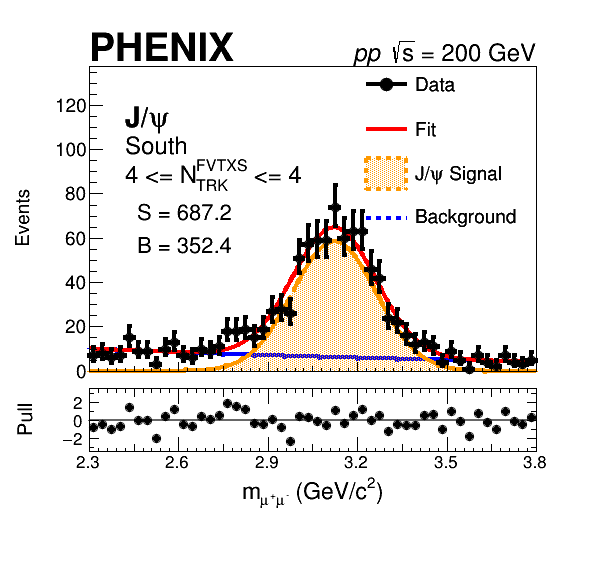 PHENIX
pp √s = 200 GeV
J/ψ
South
4 <= N_TRK^FVTXS <= 4
S = 687.2
B = 352.4
Data
Fit
J/ψ Signal
Background
Events
120
100
80
60
40
20
0
Pull
2
0
−2
2.3 2.6 2.9 3.2 3.5 3.8
m_μ⁺μ⁻ (GeV/c²)